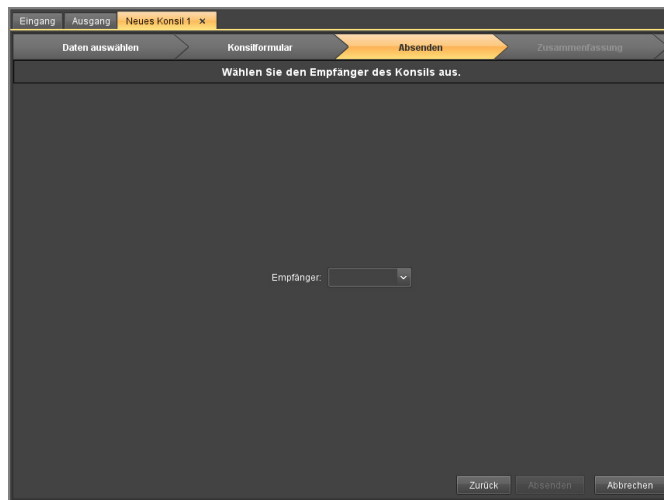 Eingang Ausgang Neues Konsil 1 ×
Daten auswählen Konsilformular Absenden Zusammenfassung
Wählen Sie den Empfänger des Konsils aus.
Empfänger:
Zurück Absenden Abbrechen